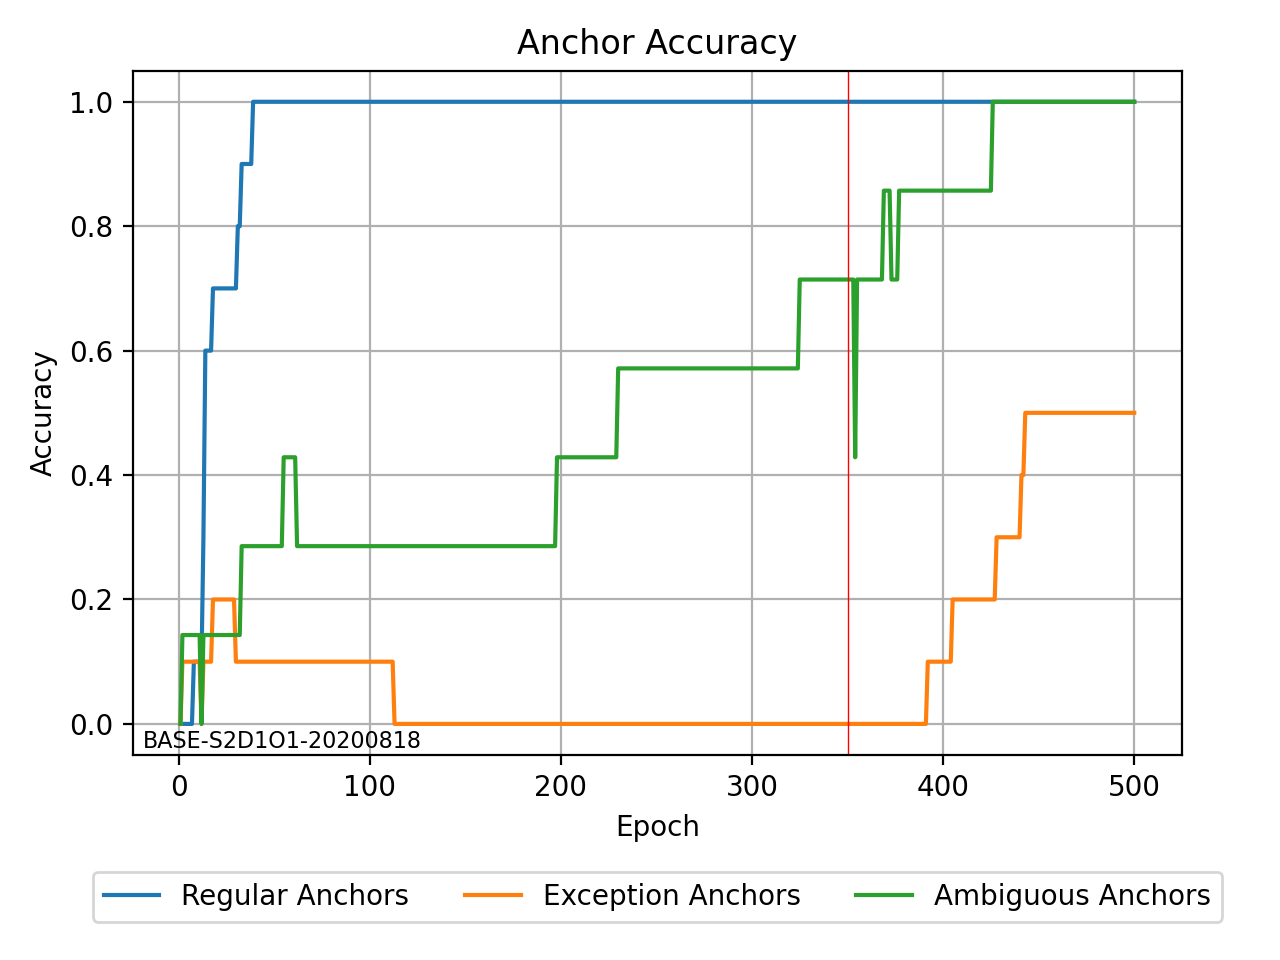 Anchor Accuracy
1.0
0.8
0.6
0.4
0.2
0.0
Accuracy
BASE-S2D1O1-20200818
0 100 200 300 400 500
Epoch
Regular Anchors Exception Anchors Ambiguous Anchors